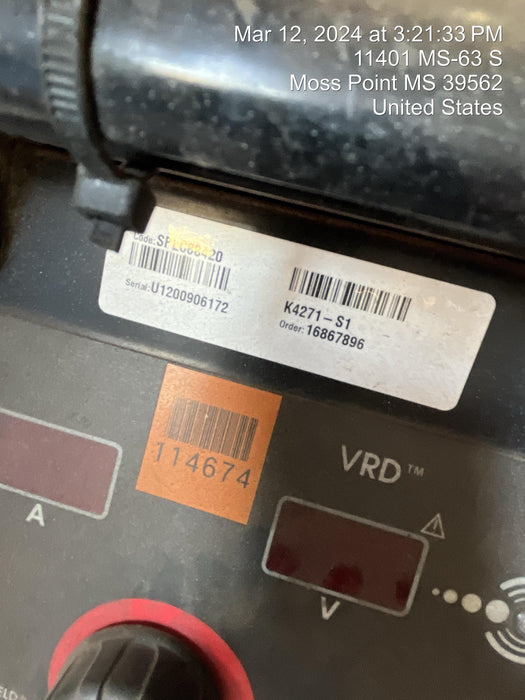 Mar 12, 2024 at 3:21:33 PM
11401 MS-63 S
Moss Point MS 39562
United States
Code:
Serial: U1200906172
K4271-S1
Order: 16867896
114674
VRD™
A
V